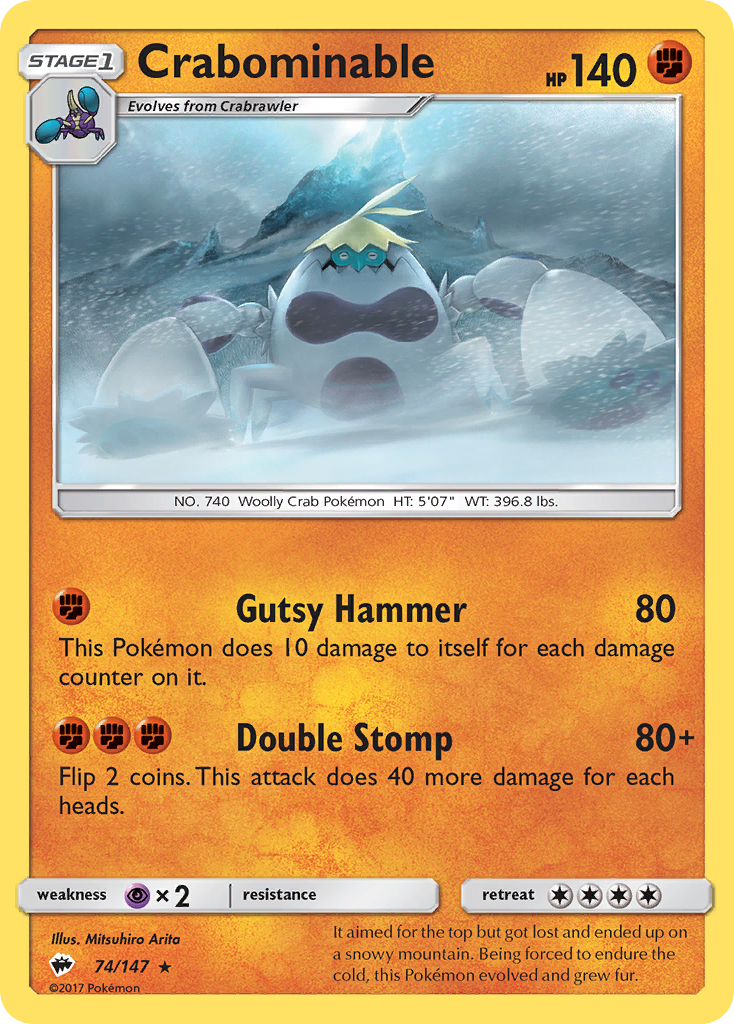 STAGE1
Crabominable
HP 140
Evolves from Crabrawler
NO. 740 Woolly Crab Pokémon HT: 5'07" WT: 396.8 lbs.
Gutsy Hammer 80
This Pokémon does 10 damage to itself for each damage
counter on it.
Double Stomp 80+
Flip 2 coins. This attack does 40 more damage for each
heads.
weakness ×2 resistance retreat
Illus. Mitsuhiro Arita
74/147 ★
©2017 Pokémon
It aimed for the top but got lost and ended up on
a snowy mountain. Being forced to endure the
cold, this Pokémon evolved and grew fur.